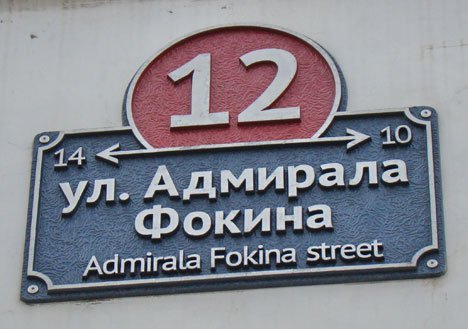 12
14 10
ул. Адмирала
Фокина
Admirala Fokina street